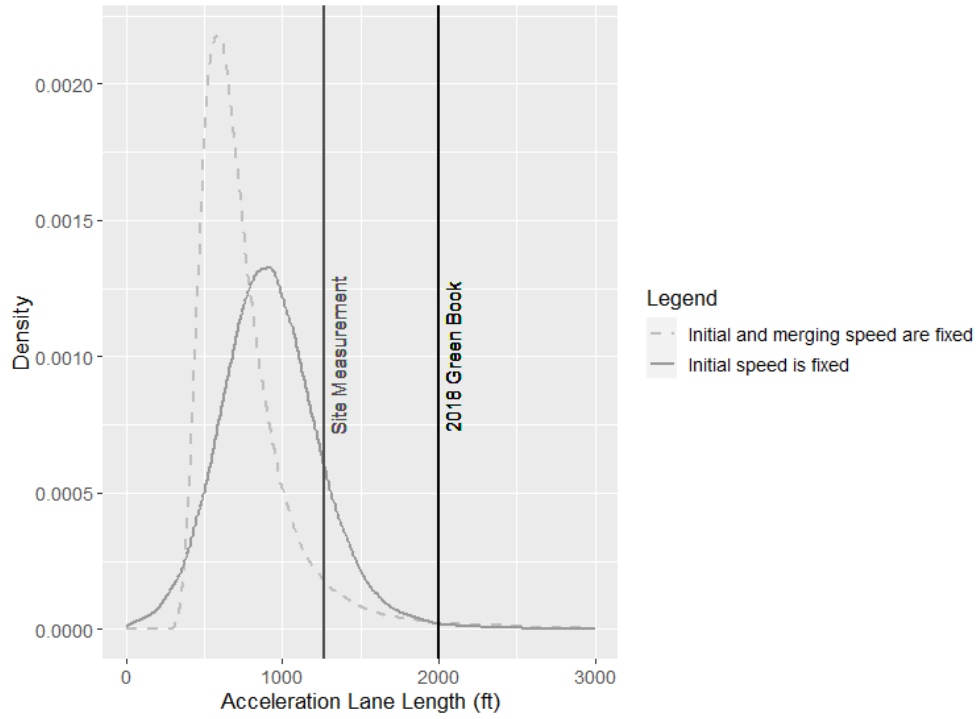 0.0020
0.0015
0.0010
0.0005
0.0000
Density
Site Measurement
2018 Green Book
0
1000
2000
3000
Acceleration Lane Length (ft)
Legend
Initial and merging speed are fixed
Initial speed is fixed